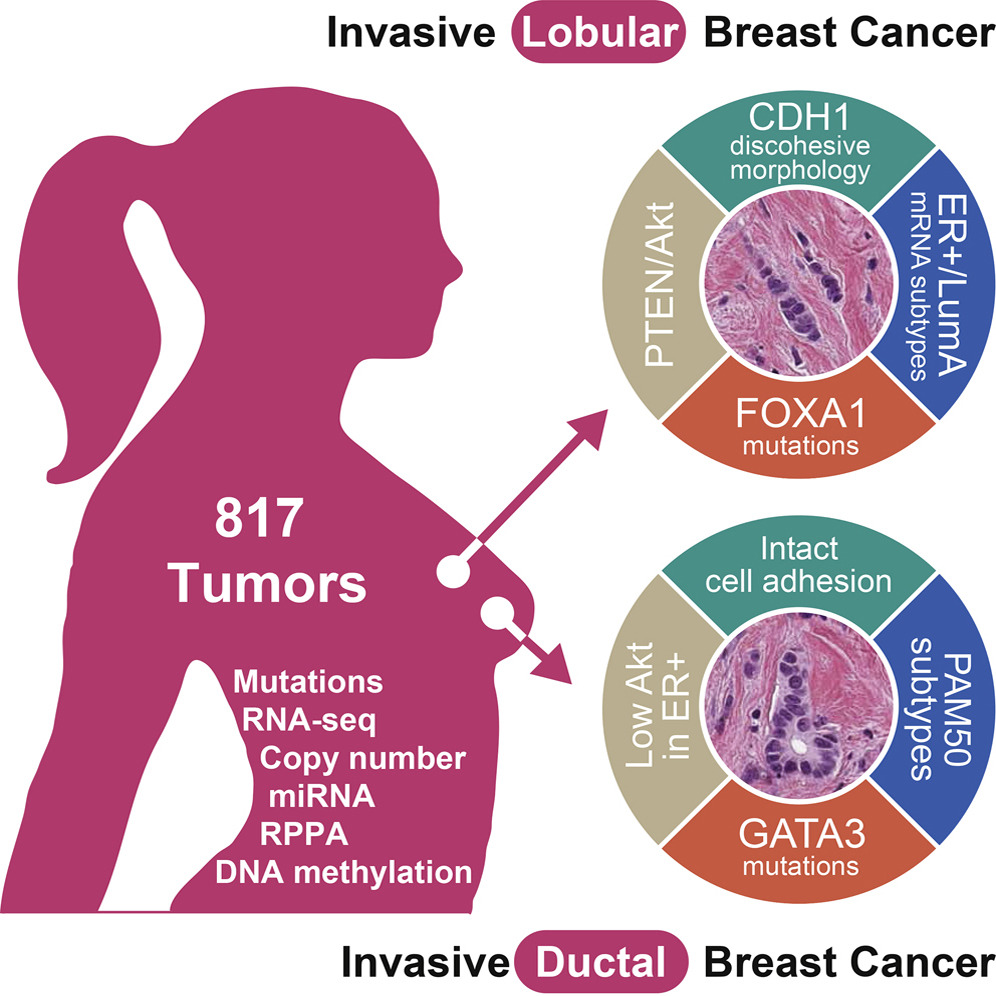 Invasive Lobular Breast Cancer
CDH1
discohesive
morphology
ER+/LumA
mRNA subtypes
PTEN/Akt
FOXA1
mutations
817
Tumors
Mutations
RNA-seq
Copy number
miRNA
RPPA
DNA methylation
Intact
cell adhesion
PAM50
subtypes
Low Akt
in ER+
GATA3
mutations
Invasive Ductal Breast Cancer